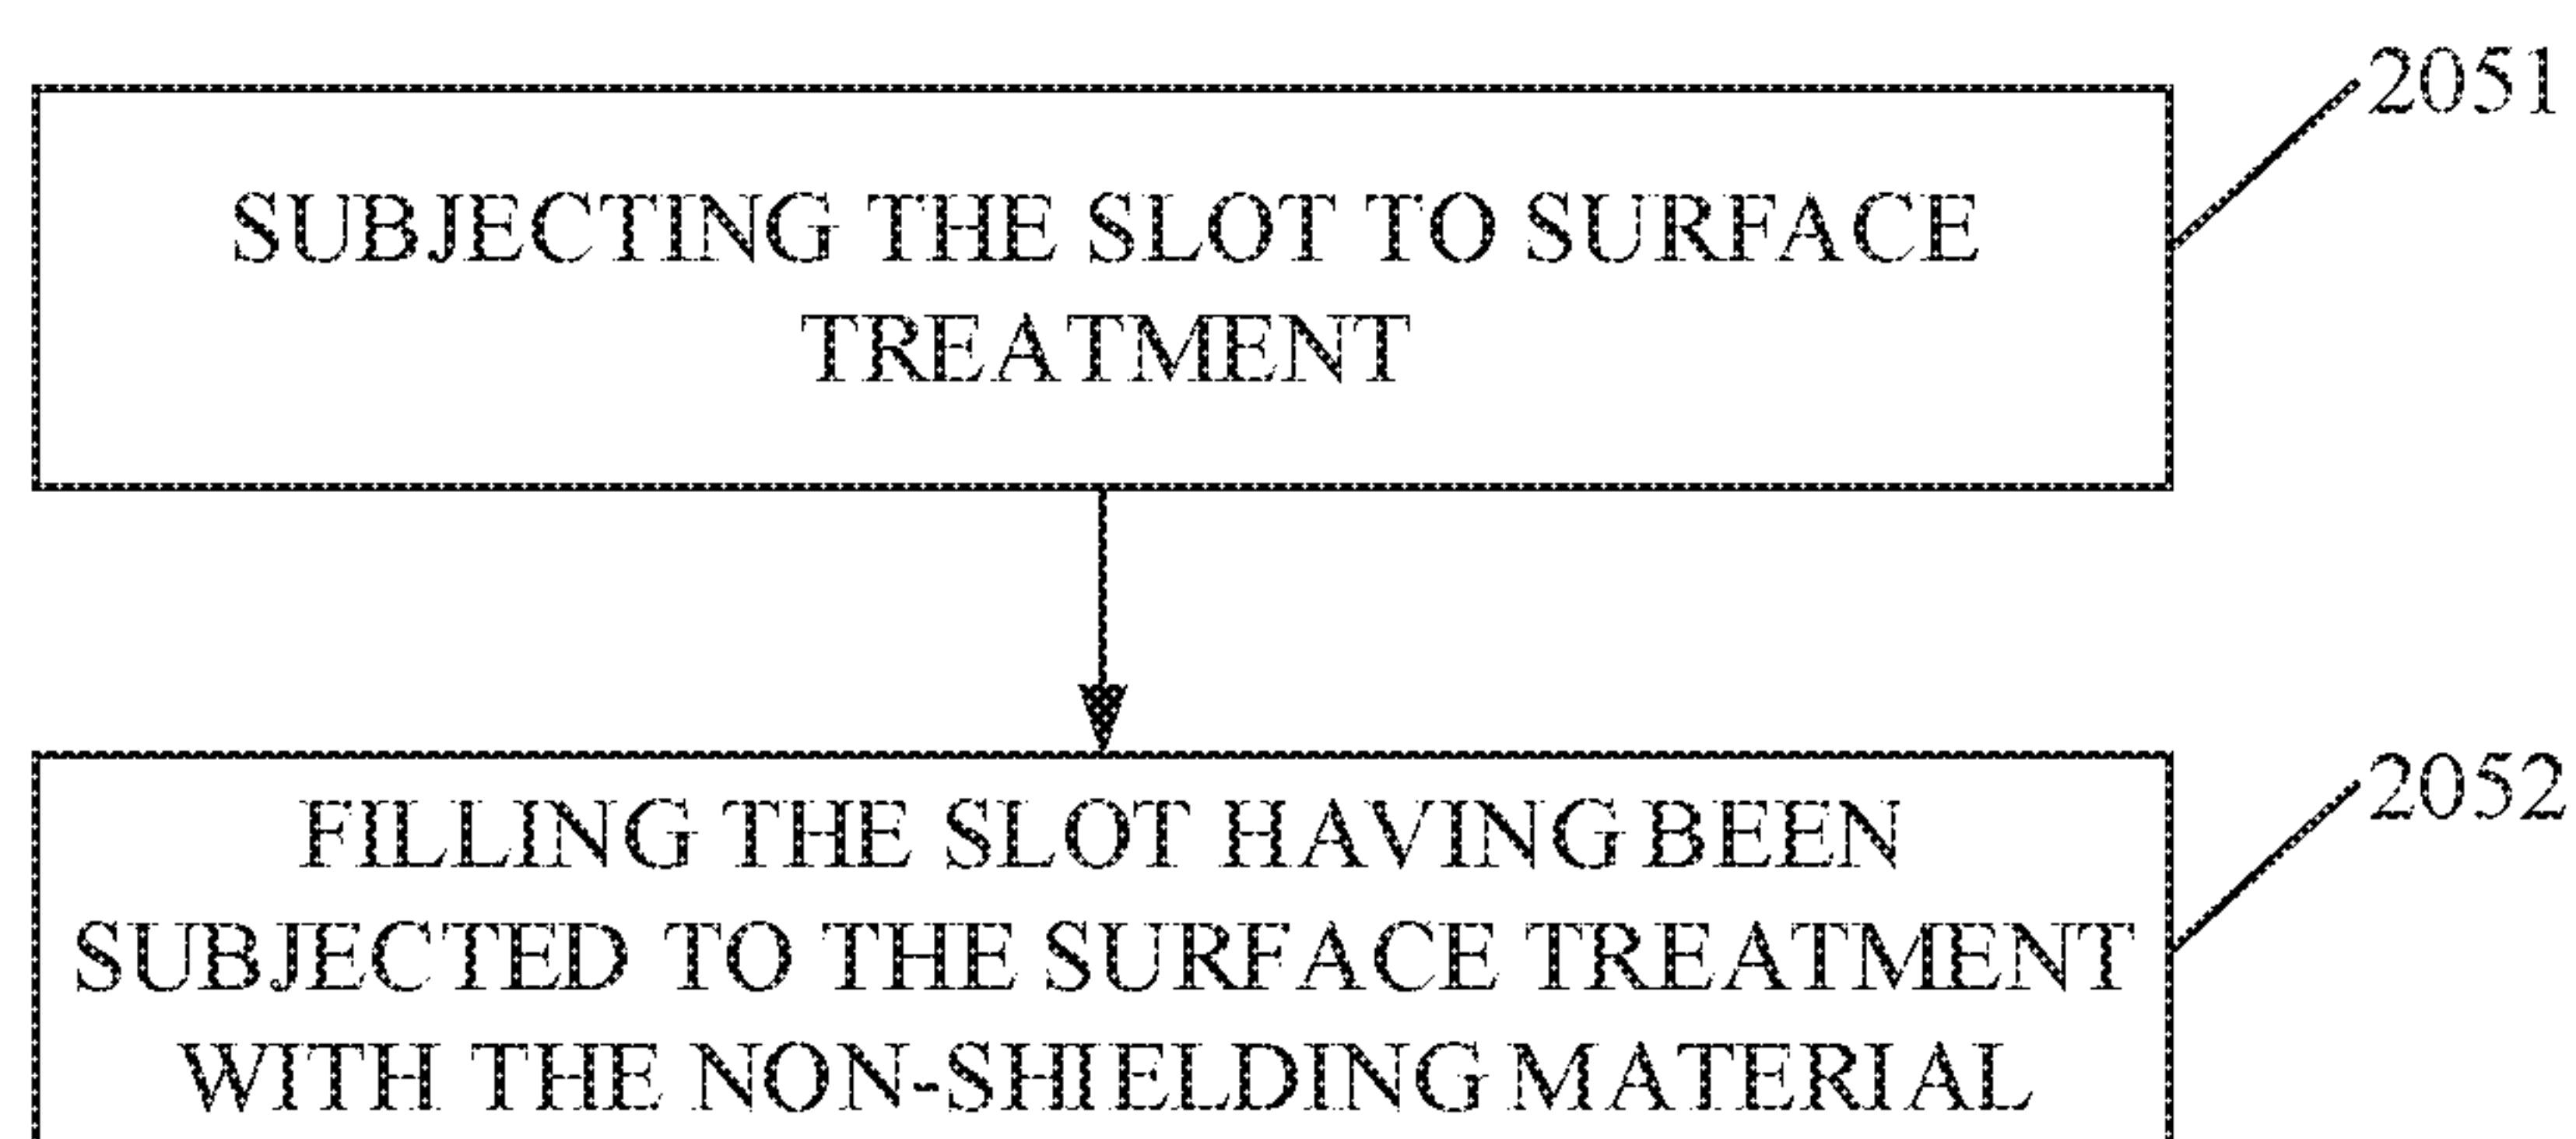 2051
SUBJECTING THE SLOT TO SURFACE
TREATMENT
2052
FILLING THE SLOT HAVING BEEN
SUBJECTED TO THE SURFACE TREATMENT
WITH THE NON-SHIELDING MATERIAL